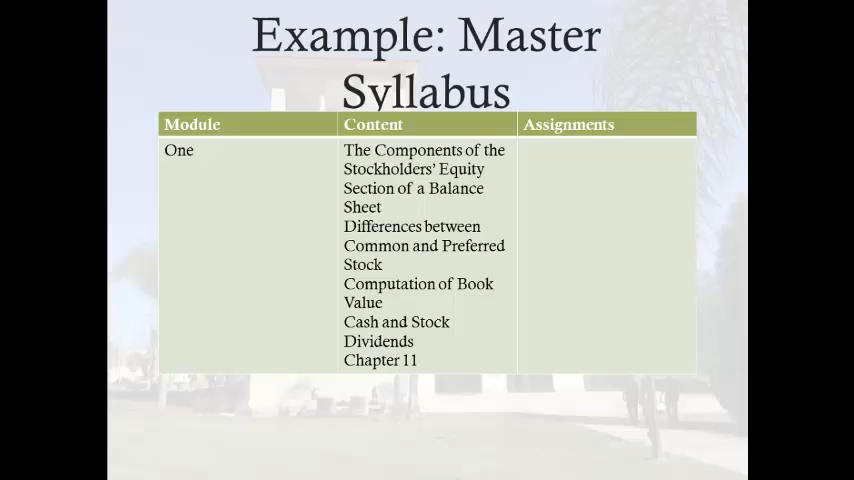 Example: Master
Syllabus
Module
Content
Assignments
One
The Components of the
Stockholders' Equity
Section of a Balance
Sheet
Differences between
Common and Preferred
Stock
Computation of Book
Value
Cash and Stock
Dividends
Chapter 11